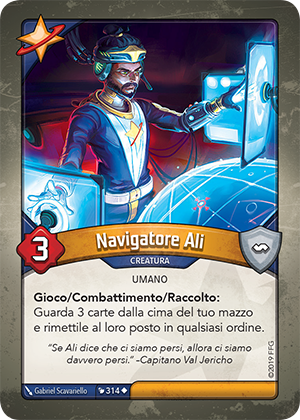 Navigatore Ali
CREATURA
3
UMANO
Gioco/Combattimento/Raccolto:
Guarda 3 carte dalla cima del tuo mazzo
e rimettile al loro posto in qualsiasi ordine.
“Se Ali dice che ci siamo persi, allora ci siamo
davvero persi.” -Capitano Val Jericho
©2019 FFG
Gabriel Scavariello
314